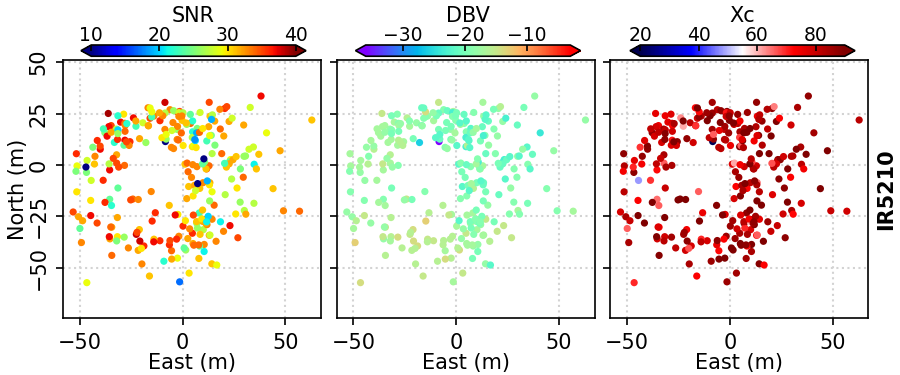 SNR DBV Xc
10 20 30 40 −30 −20 −10 20 40 60 80
50
25
0
−25
−50
North (m)
IR5210
−50 0 50 −50 0 50 −50 0 50
East (m) East (m) East (m)